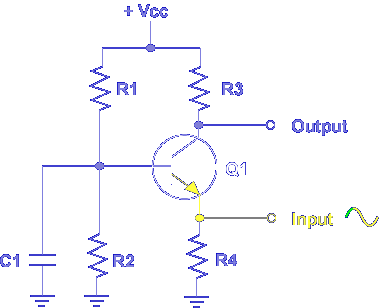 + Vcc
R1
R3
Output
Q1
Input
C1
R2
R4